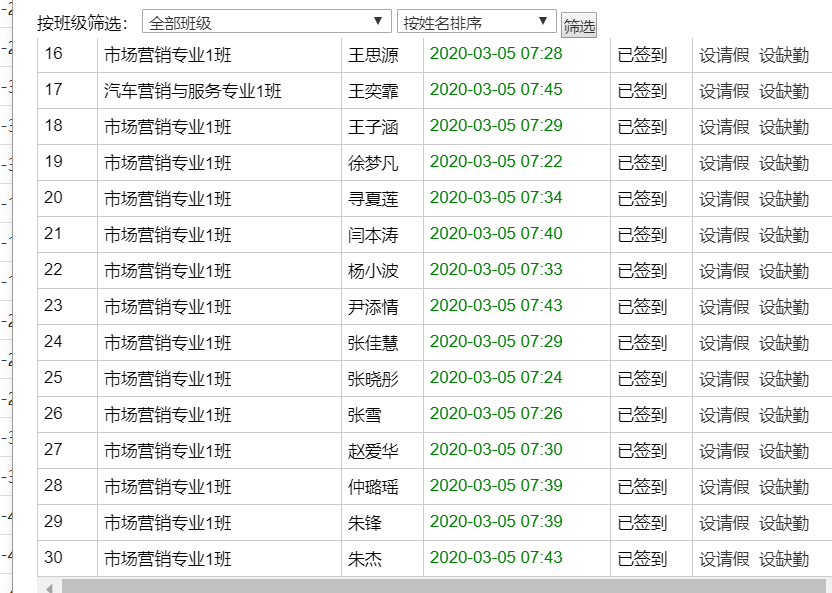 按班级筛选： 全部班级 ▼ 按姓名排序 ▼ 筛选
16 市场营销专业1班 王思源 2020-03-05 07:28 已签到 设请假 设缺勤
17 汽车营销与服务专业1班 王奕霏 2020-03-05 07:45 已签到 设请假 设缺勤
18 市场营销专业1班 王子涵 2020-03-05 07:29 已签到 设请假 设缺勤
19 市场营销专业1班 徐梦凡 2020-03-05 07:22 已签到 设请假 设缺勤
20 市场营销专业1班 寻夏莲 2020-03-05 07:34 已签到 设请假 设缺勤
21 市场营销专业1班 闫本涛 2020-03-05 07:40 已签到 设请假 设缺勤
22 市场营销专业1班 杨小波 2020-03-05 07:33 已签到 设请假 设缺勤
23 市场营销专业1班 尹添情 2020-03-05 07:43 已签到 设请假 设缺勤
24 市场营销专业1班 张佳慧 2020-03-05 07:29 已签到 设请假 设缺勤
25 市场营销专业1班 张晓彤 2020-03-05 07:24 已签到 设请假 设缺勤
26 市场营销专业1班 张雪 2020-03-05 07:26 已签到 设请假 设缺勤
27 市场营销专业1班 赵爱华 2020-03-05 07:30 已签到 设请假 设缺勤
28 市场营销专业1班 仲璐瑶 2020-03-05 07:39 已签到 设请假 设缺勤
29 市场营销专业1班 朱锋 2020-03-05 07:39 已签到 设请假 设缺勤
30 市场营销专业1班 朱杰 2020-03-05 07:43 已签到 设请假 设缺勤